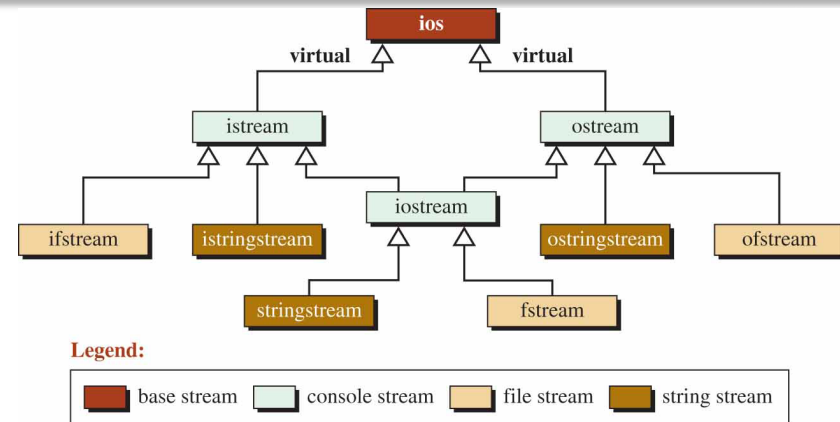 ios
virtual virtual
istream ostream
iostream
ifstream istringstream ostringstream ofstream
stringstream fstream
Legend:
base stream console stream file stream string stream